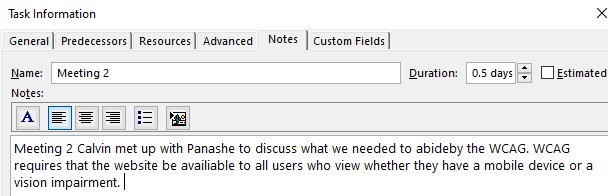 Task Information
General Predecessors Resources Advanced Notes Custom Fields
Name: Meeting 2 Duration: 0.5 days Estimated
Notes:
A
Meeting 2 Calvin met up with Panashe to discuss what we needed to abideby the WCAG. WCAG
requires that the website be availiable to all users who view whether they have a mobile device or a
vision impairment.